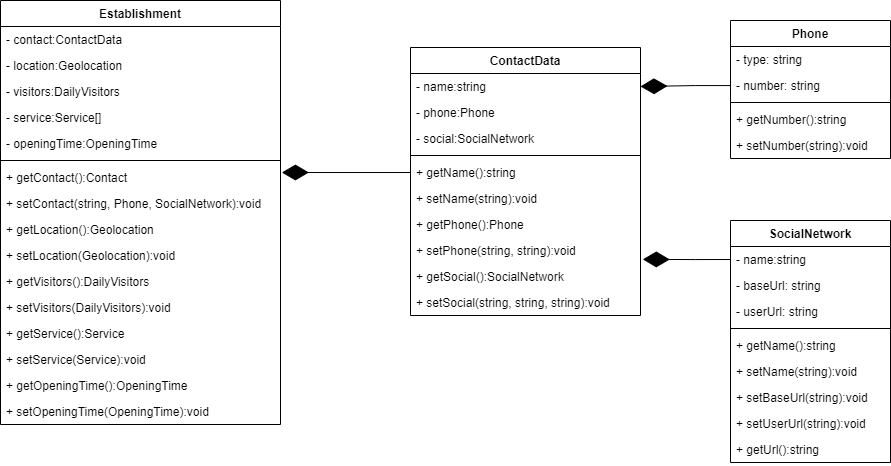 Establishment
- contact:ContactData
- location:Geolocation
- visitors:DailyVisitors
- service:Service[]
- openingTime:OpeningTime
+ getContact():Contact
+ setContact(string, Phone, SocialNetwork):void
+ getLocation():Geolocation
+ setLocation(Geolocation):void
+ getVisitors():DailyVisitors
+ setVisitors(DailyVisitors):void
+ getService():Service
+ setService(Service):void
+ getOpeningTime():OpeningTime
+ setOpeningTime(OpeningTime):void
ContactData
- name:string
- phone:Phone
- social:SocialNetwork
+ getName():string
+ setName(string):void
+ getPhone():Phone
+ setPhone(string, string):void
+ getSocial():SocialNetwork
+ setSocial(string, string, string):void
Phone
- type: string
- number: string
+ getNumber():string
+ setNumber(string):void
SocialNetwork
- name:string
- baseUrl: string
- userUrl: string
+ getName():string
+ setName(string):void
+ setBaseUrl(string):void
+ setUserUrl(string):void
+ getUrl():string